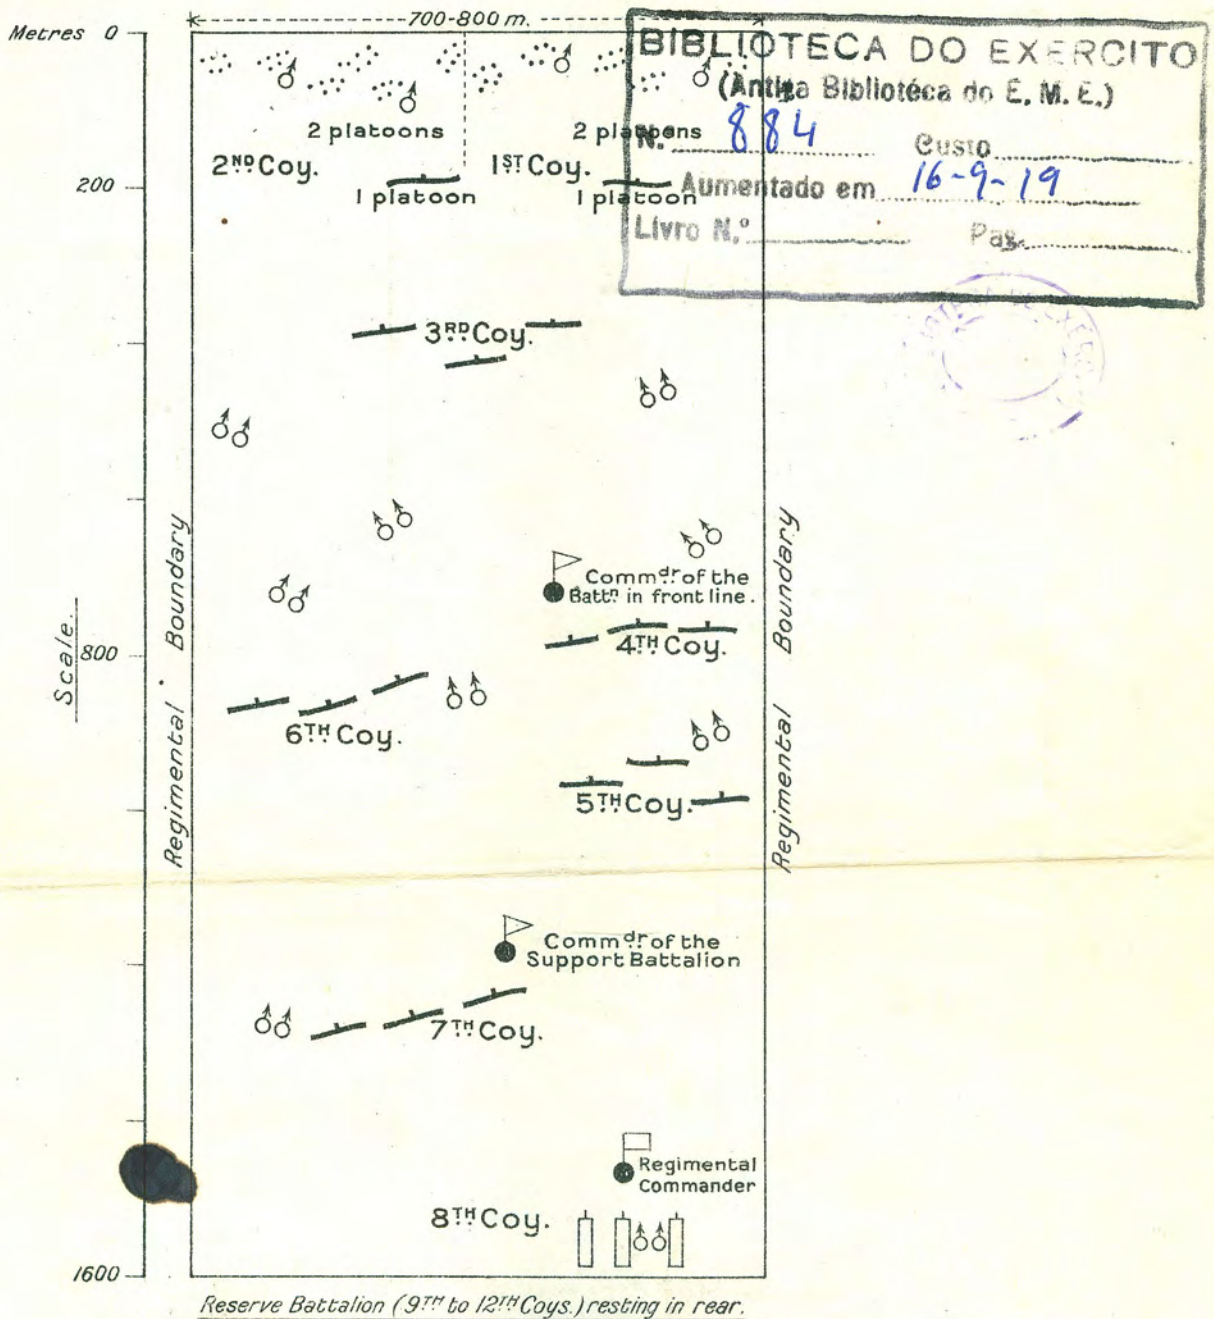 700-800 m.
Metres 0
BIBLIOTECA DO EXERCITO
(Antiga Bibliotéca do E. M. E.)
N.º 884 Custo
Aumentado em 16-9-19
Livro N.º Pag.
2 platoons
2 platoons
2ND Coy.
1ST Coy.
200
1 platoon
1 platoon
3RD Coy.
Regimental Boundary
Regimental Boundary
Commdr. of the
Battn. in front line.
Scale.
800
4TH Coy.
6TH Coy.
5TH Coy.
Commdr. of the
Support Battalion
7TH Coy.
Regimental
Commander
8TH Coy.
1600
Reserve Battalion (9TH to 12TH Coys.) resting in rear.